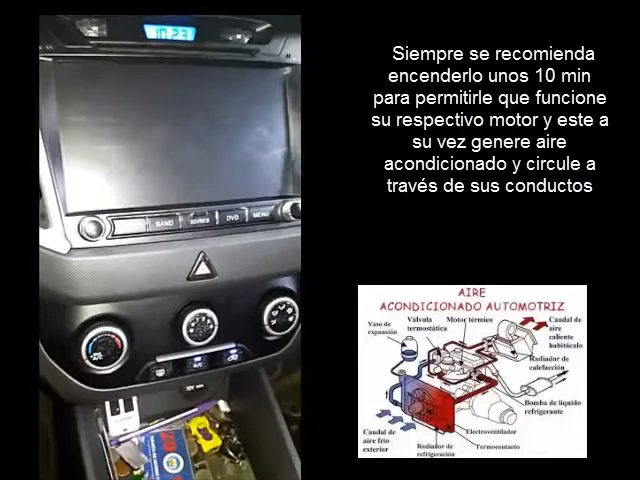 10:23
Siempre se recomienda
encenderlo unos 10 min
para permitirle que funcione
su respectivo motor y este a
su vez genere aire
acondicionado y circule a
través de sus conductos
BAND
DVD
MENU
A/C
AIRE
ACONDICIONADO AUTOMOTRIZ
Vaso de
expansión
Válvula
termostática
Motor térmico
Caudal de
aire
caliente
habitáculo
Radiador de
calefacción
Bomba de líquido
refrigerante
Electroventilador
Termocontacto
Radiador de
refrigeración
Caudal de
aire frío
exterior